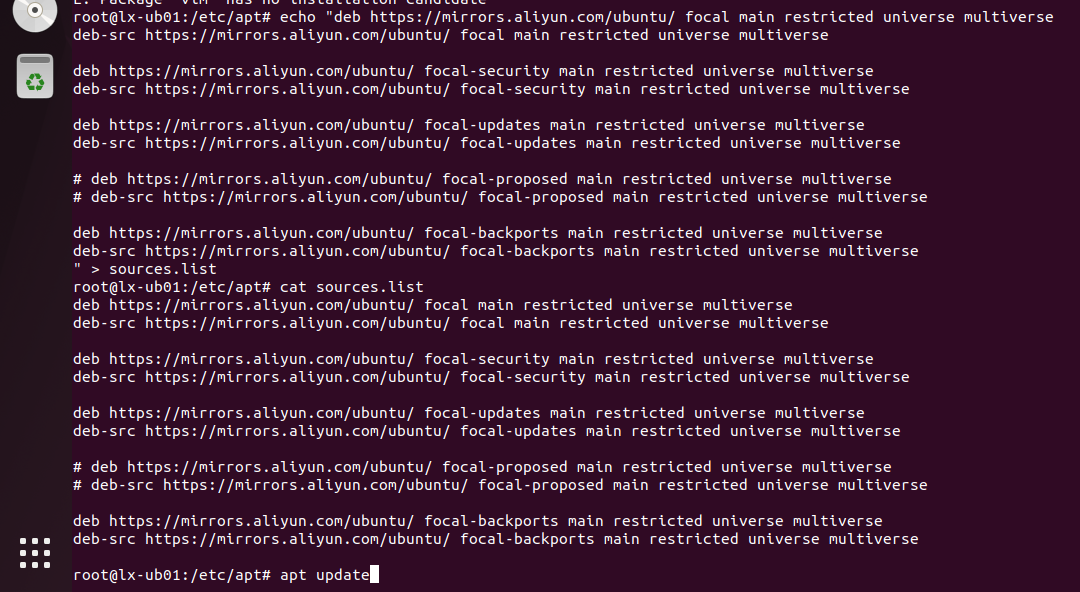 E: Package 'vim' has no installation candidate
root@lx-ub01:/etc/apt# echo "deb https://mirrors.aliyun.com/ubuntu/ focal main restricted universe multiverse
deb-src https://mirrors.aliyun.com/ubuntu/ focal main restricted universe multiverse
deb https://mirrors.aliyun.com/ubuntu/ focal-security main restricted universe multiverse
deb-src https://mirrors.aliyun.com/ubuntu/ focal-security main restricted universe multiverse
deb https://mirrors.aliyun.com/ubuntu/ focal-updates main restricted universe multiverse
deb-src https://mirrors.aliyun.com/ubuntu/ focal-updates main restricted universe multiverse
# deb https://mirrors.aliyun.com/ubuntu/ focal-proposed main restricted universe multiverse
# deb-src https://mirrors.aliyun.com/ubuntu/ focal-proposed main restricted universe multiverse
deb https://mirrors.aliyun.com/ubuntu/ focal-backports main restricted universe multiverse
deb-src https://mirrors.aliyun.com/ubuntu/ focal-backports main restricted universe multiverse
" > sources.list
root@lx-ub01:/etc/apt# cat sources.list
deb https://mirrors.aliyun.com/ubuntu/ focal main restricted universe multiverse
deb-src https://mirrors.aliyun.com/ubuntu/ focal main restricted universe multiverse
deb https://mirrors.aliyun.com/ubuntu/ focal-security main restricted universe multiverse
deb-src https://mirrors.aliyun.com/ubuntu/ focal-security main restricted universe multiverse
deb https://mirrors.aliyun.com/ubuntu/ focal-updates main restricted universe multiverse
deb-src https://mirrors.aliyun.com/ubuntu/ focal-updates main restricted universe multiverse
# deb https://mirrors.aliyun.com/ubuntu/ focal-proposed main restricted universe multiverse
# deb-src https://mirrors.aliyun.com/ubuntu/ focal-proposed main restricted universe multiverse
deb https://mirrors.aliyun.com/ubuntu/ focal-backports main restricted universe multiverse
deb-src https://mirrors.aliyun.com/ubuntu/ focal-backports main restricted universe multiverse
root@lx-ub01:/etc/apt# apt update